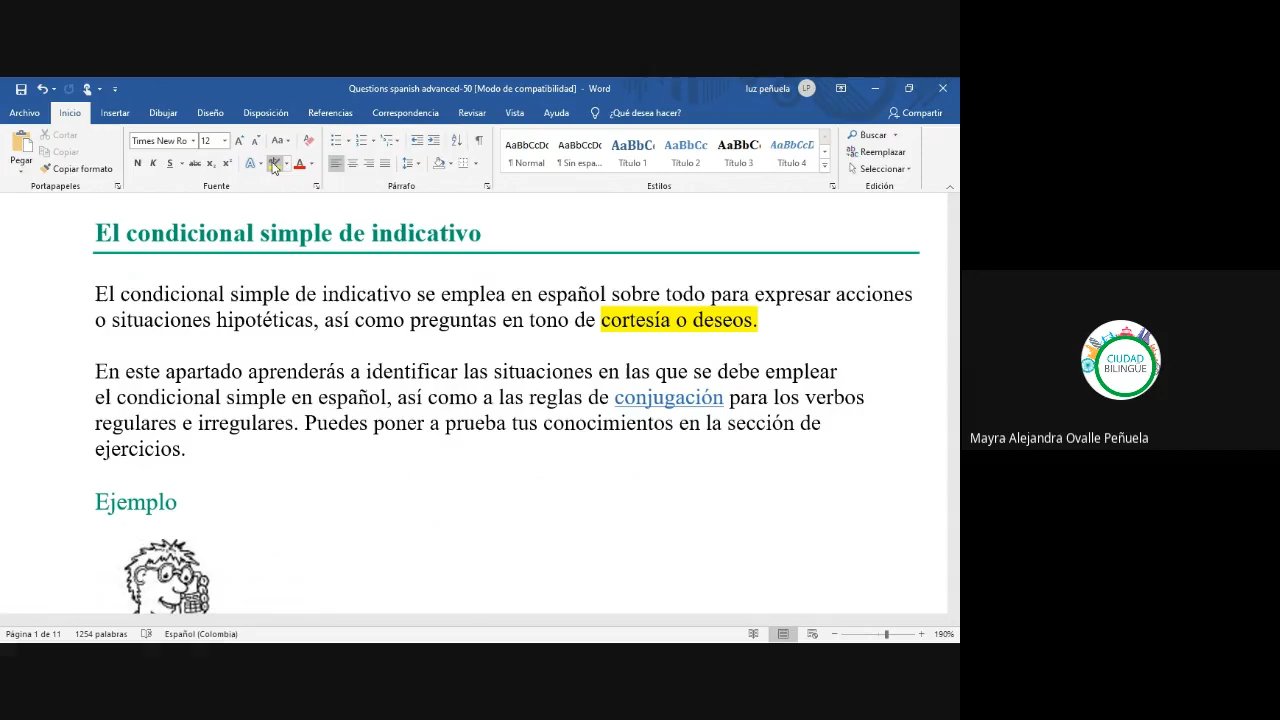 Questions spanish advanced-50 [Modo de compatibilidad] - Word
luz peñuela
LP
Archivo
Inicio
Insertar
Dibujar
Diseño
Disposición
Referencias
Correspondencia
Revisar
Vista
Ayuda
¿Qué desea hacer?
Compartir
Pegar
Cortar
Copiar
Copiar formato
Portapapeles
Times New Ro
12
Fuente
Párrafo
AaBbCcDc
¶ Normal
AaBbCcDc
¶ Sin espa...
AaBbC
Título 1
AaBbCc
Título 2
AaBbC
Título 3
AaBbCcD
Título 4
Estilos
Buscar
Reemplazar
Seleccionar
Edición
El condicional simple de indicativo
El condicional simple de indicativo se emplea en español sobre todo para expresar acciones
o situaciones hipotéticas, así como preguntas en tono de cortesía o deseos.
En este apartado aprenderás a identificar las situaciones en las que se debe emplear
el condicional simple en español, así como a las reglas de conjugación para los verbos
regulares e irregulares. Puedes poner a prueba tus conocimientos en la sección de
ejercicios.
Ejemplo
Página 1 de 11
1254 palabras
Español (Colombia)
190%
CIUDAD
BILINGÜE
Mayra Alejandra Ovalle Peñuela